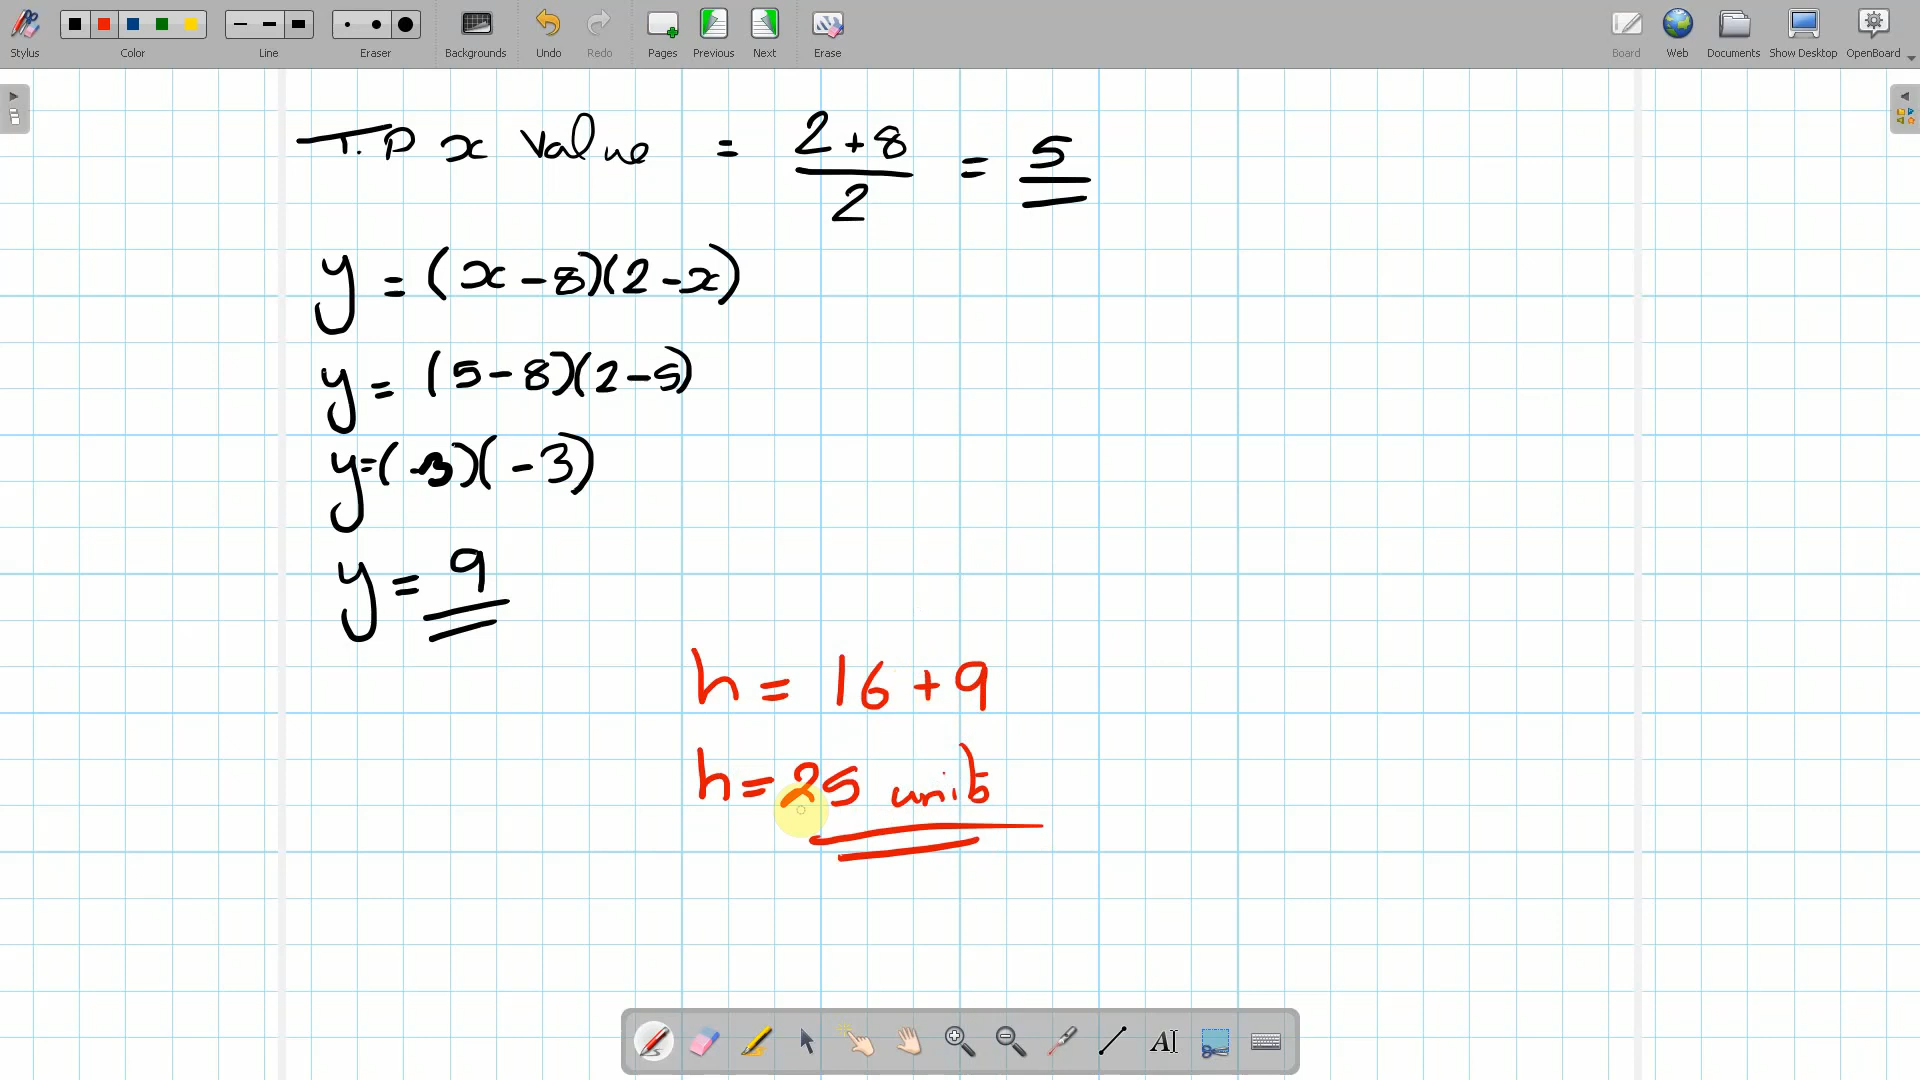 Stylus
Color
Line
Eraser
Backgrounds
Undo
Redo
Pages
Previous
Next
Erase
Board
Web
Documents
Show Desktop
OpenBoard
T.P x value = 2+8/2 = 5
y = (x-8)(2-x)
y = (5-8)(2-5)
y=(-3)(-3)
y = 9
h = 16+9
h=25 units